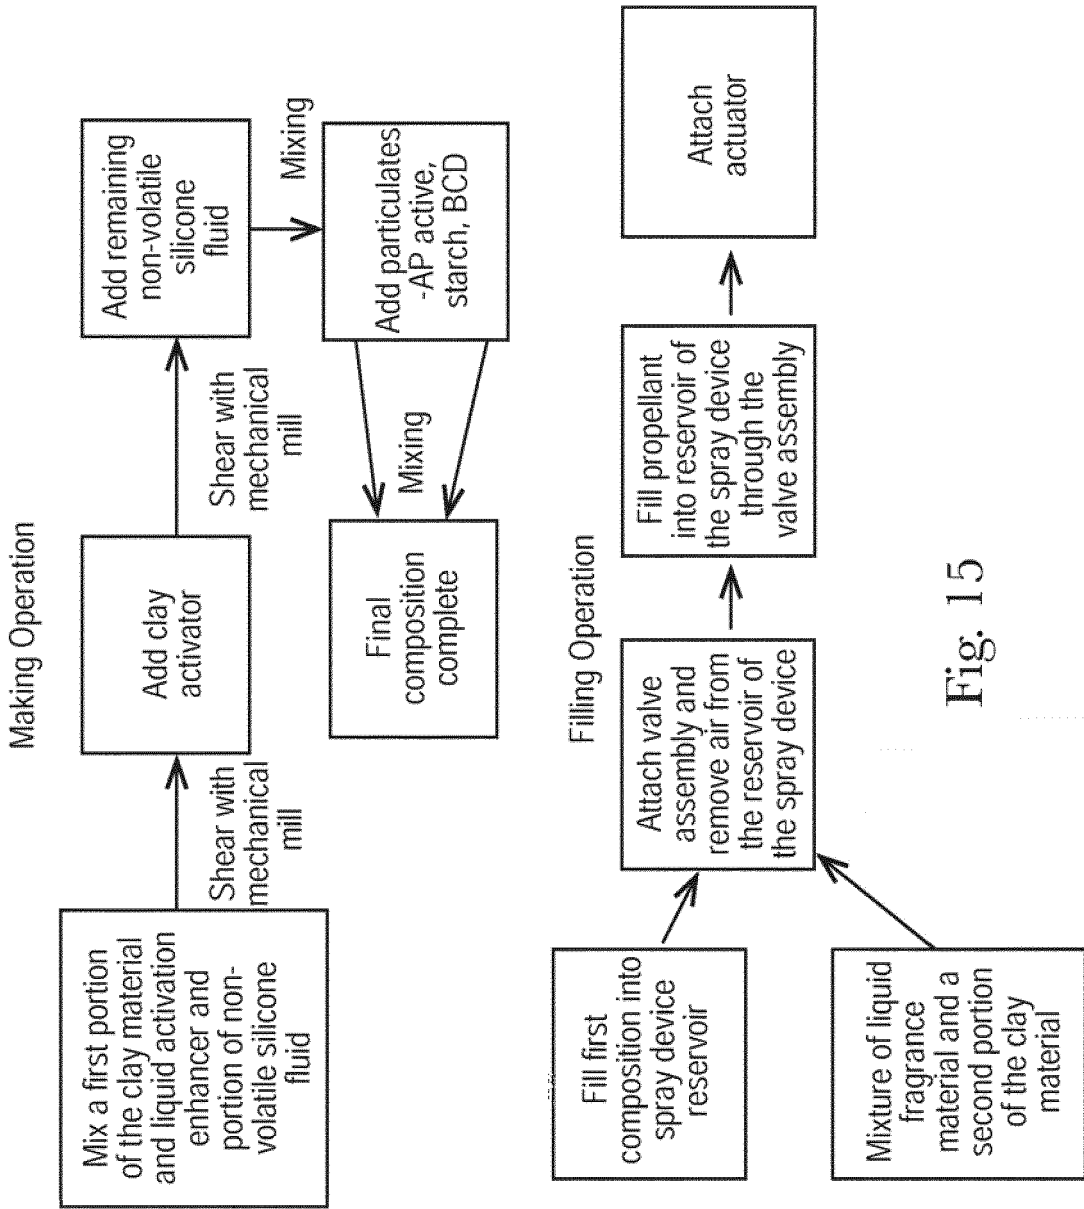 Making Operation
Mix a first portion
of the clay material
and liquid activation
enhancer and
portion of non-
volatile silicone
fluid
Shear with
mechanical
mill
Add clay
activator
Shear with
mechanical
mill
Add remaining
non-volatile
silicone
fluid
Mixing
Add particulates
-AP active,
starch, BCD
Mixing
Final
composition
complete
Filling Operation
Fill first
composition into
spray device
reservoir
Mixture of liquid
fragrance
material and a
second portion
of the clay
material
Attach valve
assembly and
remove air from
the reservoir of
the spray device
Fill propellant
into reservoir of
the spray device
through the
valve assembly
Attach
actuator
Fig. 15